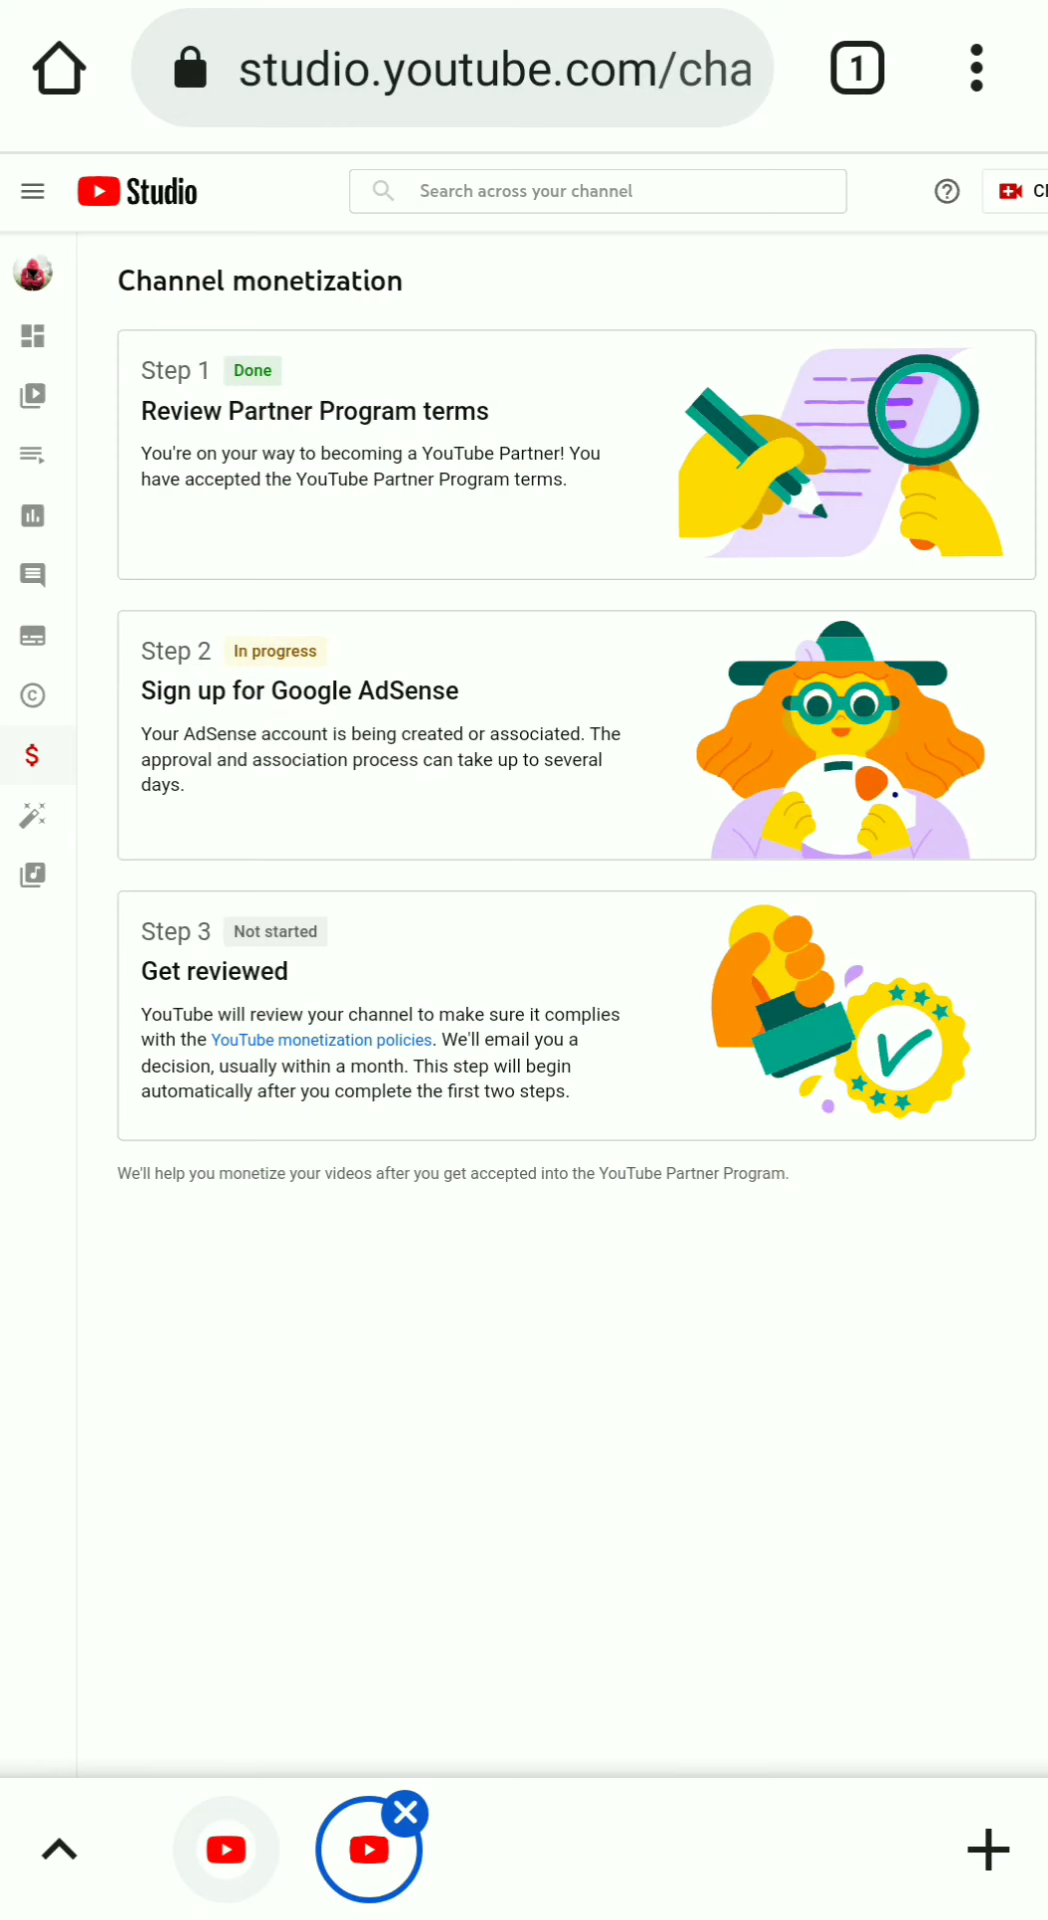 studio.youtube.com/cha
1
Studio
Search across your channel
Channel monetization
Step 1 Done
Review Partner Program terms
You're on your way to becoming a YouTube Partner! You
have accepted the YouTube Partner Program terms.
Step 2 In progress
Sign up for Google AdSense
Your AdSense account is being created or associated. The
approval and association process can take up to several
days.
Step 3 Not started
Get reviewed
YouTube will review your channel to make sure it complies
with the YouTube monetization policies. We'll email you a
decision, usually within a month. This step will begin
automatically after you complete the first two steps.
We'll help you monetize your videos after you get accepted into the YouTube Partner Program.